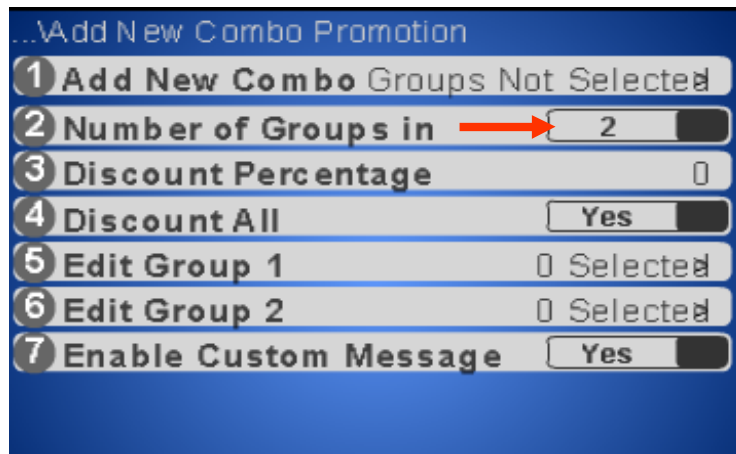 ...\Add New Combo Promotion
1 Add New Combo Groups Not Selected
2 Number of Groups in 2
3 Discount Percentage 0
4 Discount All Yes
5 Edit Group 1 0 Selected
6 Edit Group 2 0 Selected
7 Enable Custom Message Yes